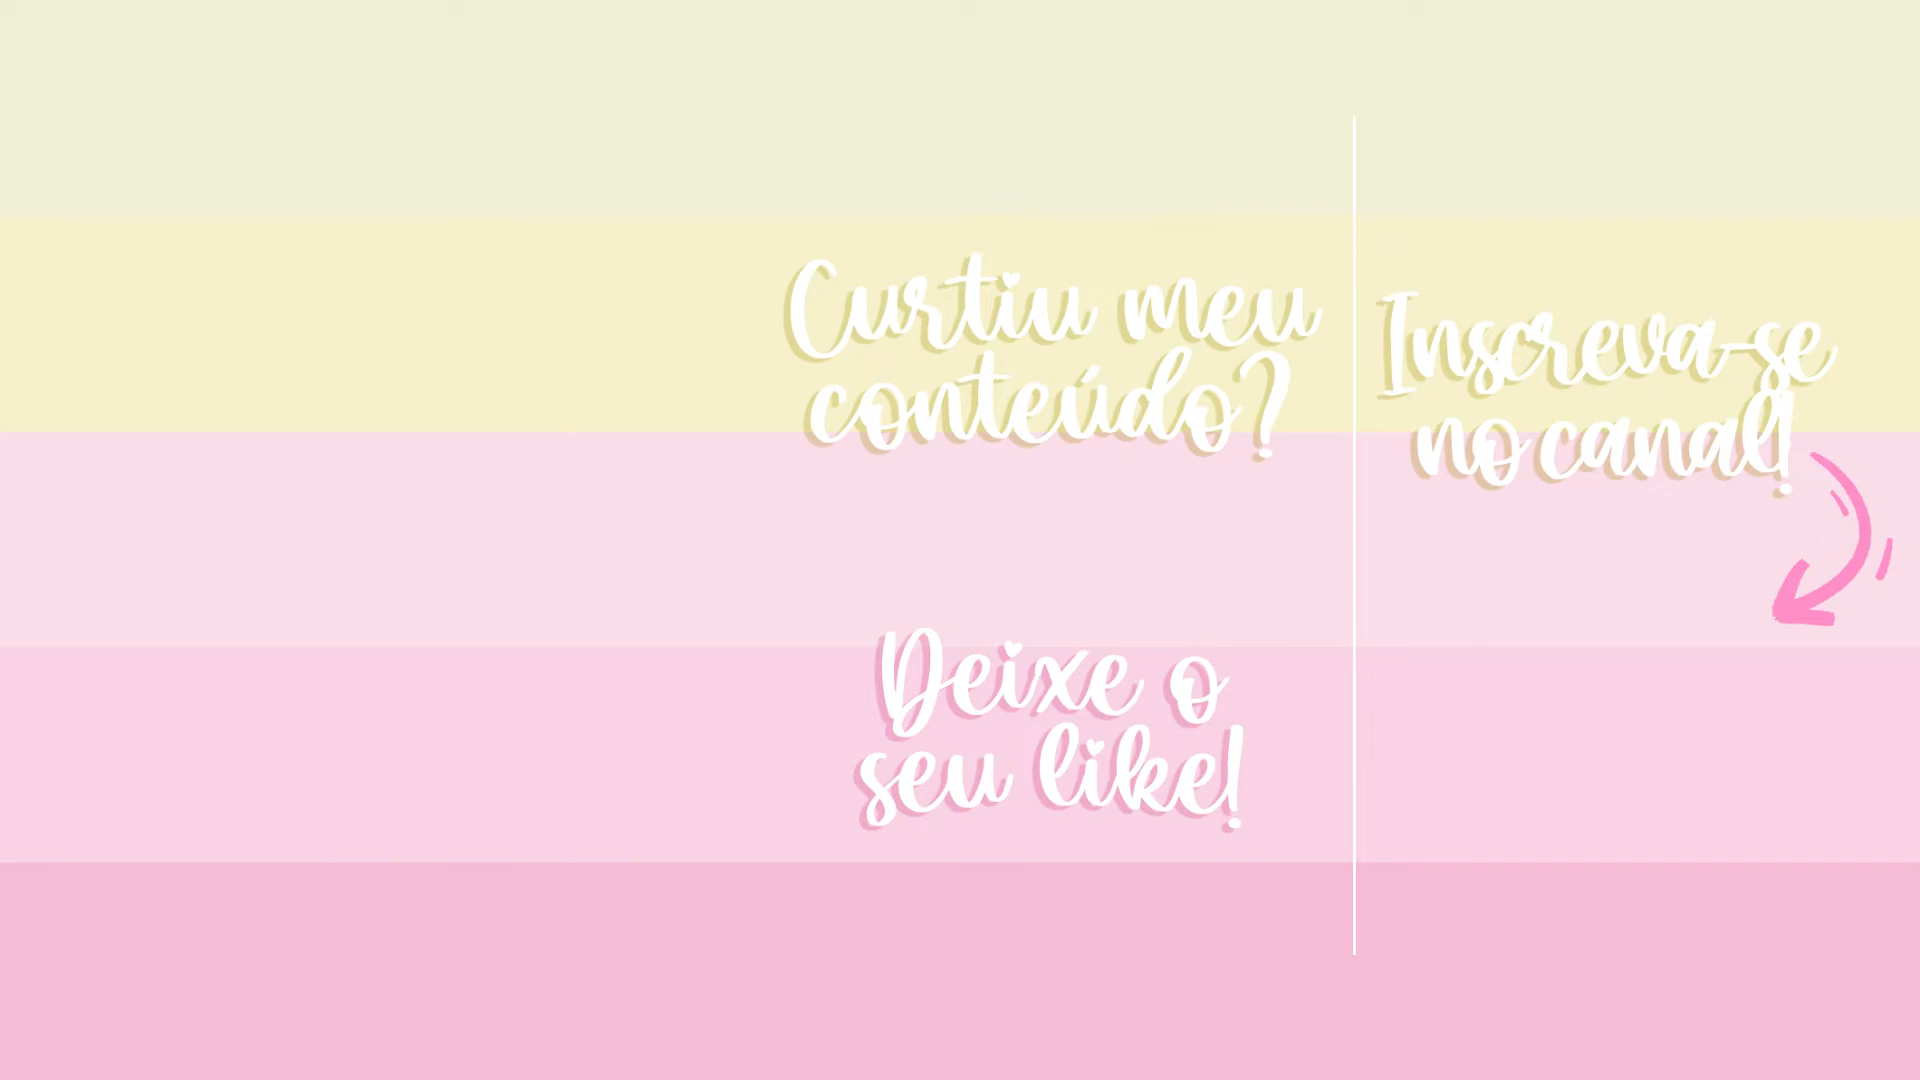 Curtiu meu
conteúdo?
Deixe o
seu like!
Inscreva-se
no canal!